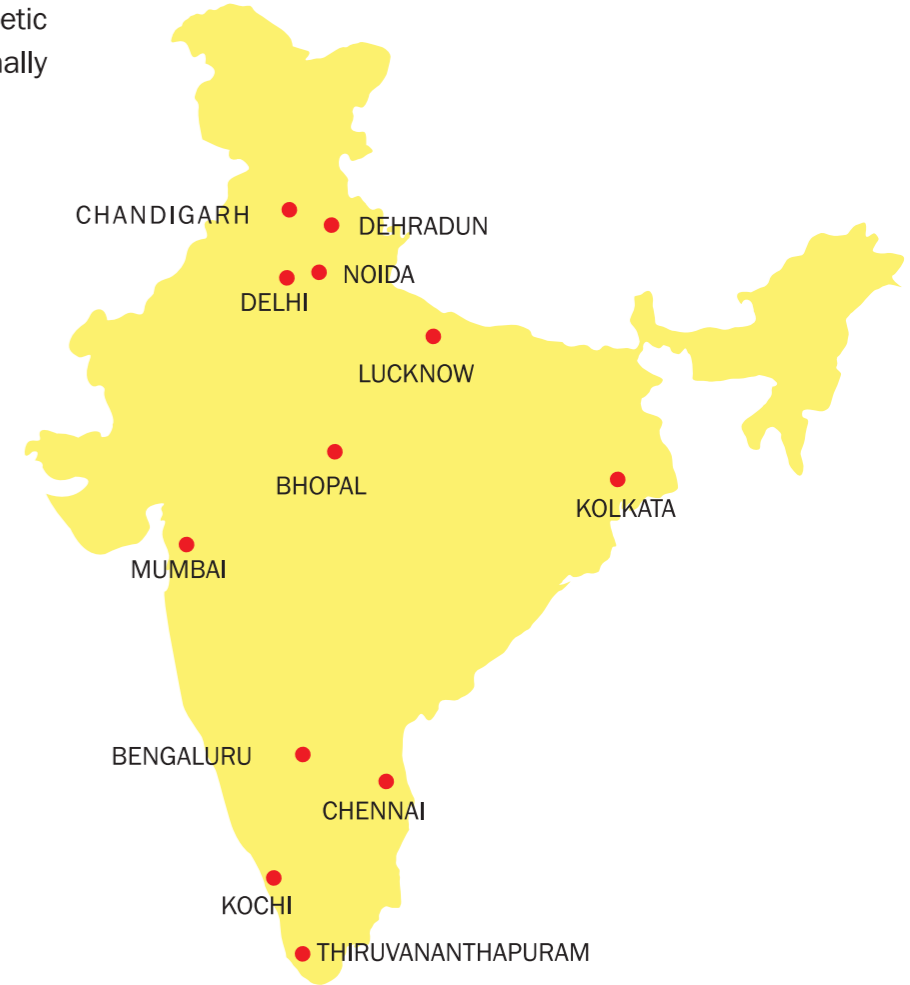 etic
nally
CHANDIGARH
DEHRADUN
NOIDA
DELHI
LUCKNOW
BHOPAL
KOLKATA
MUMBAI
BENGALURU
CHENNAI
KOCHI
THIRUVANANTHAPURAM